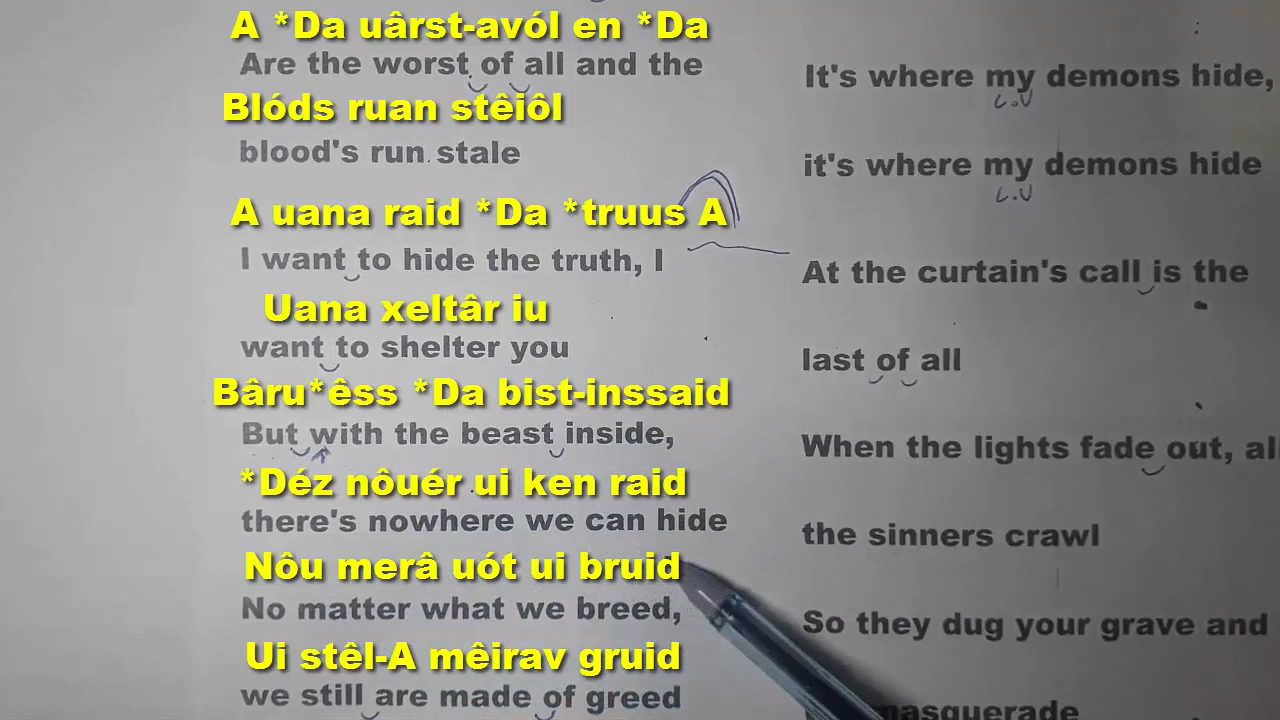 A *Da uârst-avól en *Da
Are the worst of all and the
Blóds ruan stêiôl
blood's run stale
A uana raid *Da *truus A
I want to hide the truth, I
Uana xeltâr iu
want to shelter you
Bâru*êss *Da bist-inssaid
But with the beast inside,
*Déz nôuér ui ken raid
there's nowhere we can hide
Nôu merâ uót ui bruid
No matter what we breed,
Ui stêl-A mêirav gruid
we still are made of greed
It's where my demons hide,
L.U
it's where my demons hide
L.U
At the curtain's call is the
last of all
When the lights fade out, al
the sinners crawl
So they dug your grave and
masquerade